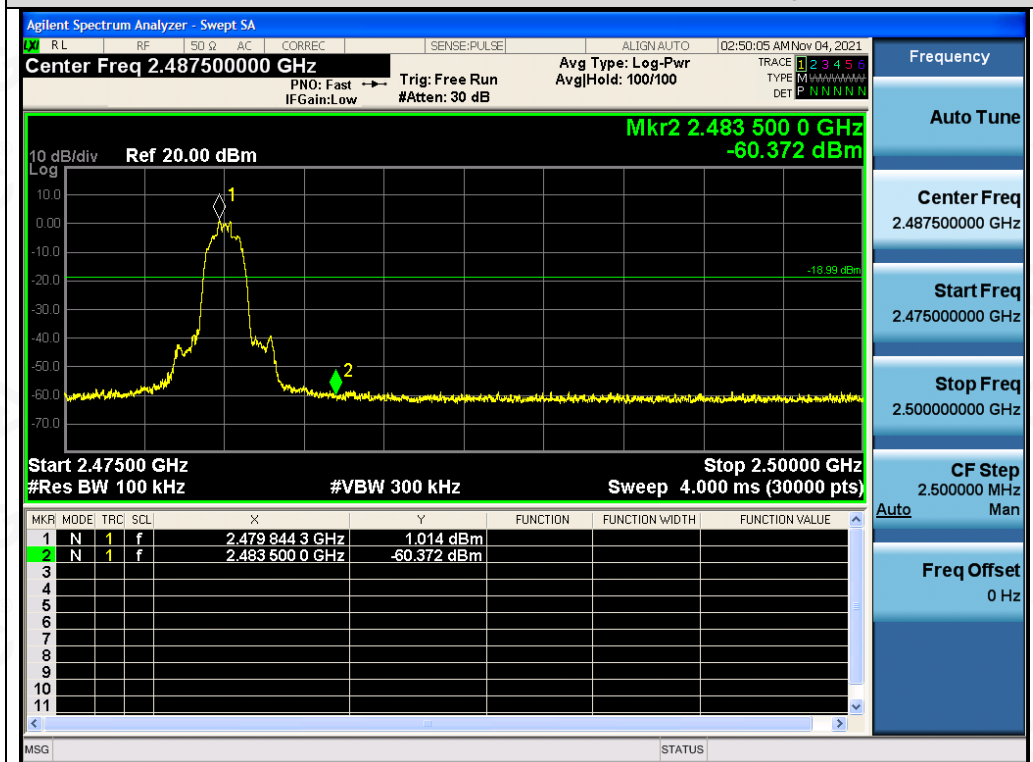 Agilent Spectrum Analyzer - Swept SA
LXI RL RF 50 Ω AC CORREC SENSE:PULSE ALIGN AUTO 02:50:05 AM Nov 04, 2021
Center Freq 2.487500000 GHz
PNO: Fast
IFGain:Low
Trig: Free Run
#Atten: 30 dB
Avg Type: Log-Pwr
Avg|Hold: 100/100
TRACE 1 2 3 4 5 6
TYPE M
DET P N N N N N
Mkr2 2.483 500 0 GHz
-60.372 dBm
10 dB/div Ref 20.00 dBm
Log
10.0
0.00
-10.0
-20.0
-30.0
-40.0
-50.0
-60.0
-70.0
1
-18.99 dBm
2
Start 2.47500 GHz Stop 2.50000 GHz
#Res BW 100 kHz #VBW 300 kHz Sweep 4.000 ms (30000 pts)
MKR MODE TRC SCL X Y FUNCTION FUNCTION WIDTH FUNCTION VALUE
1 N 1 f 2.479 844 3 GHz 1.014 dBm
2 N 1 f 2.483 500 0 GHz -60.372 dBm
3
4
5
6
7
8
9
10
11
MSG STATUS
Frequency
Auto Tune
Center Freq
2.487500000 GHz
Start Freq
2.475000000 GHz
Stop Freq
2.500000000 GHz
CF Step
2.500000 MHz
Auto Man
Freq Offset
0 Hz